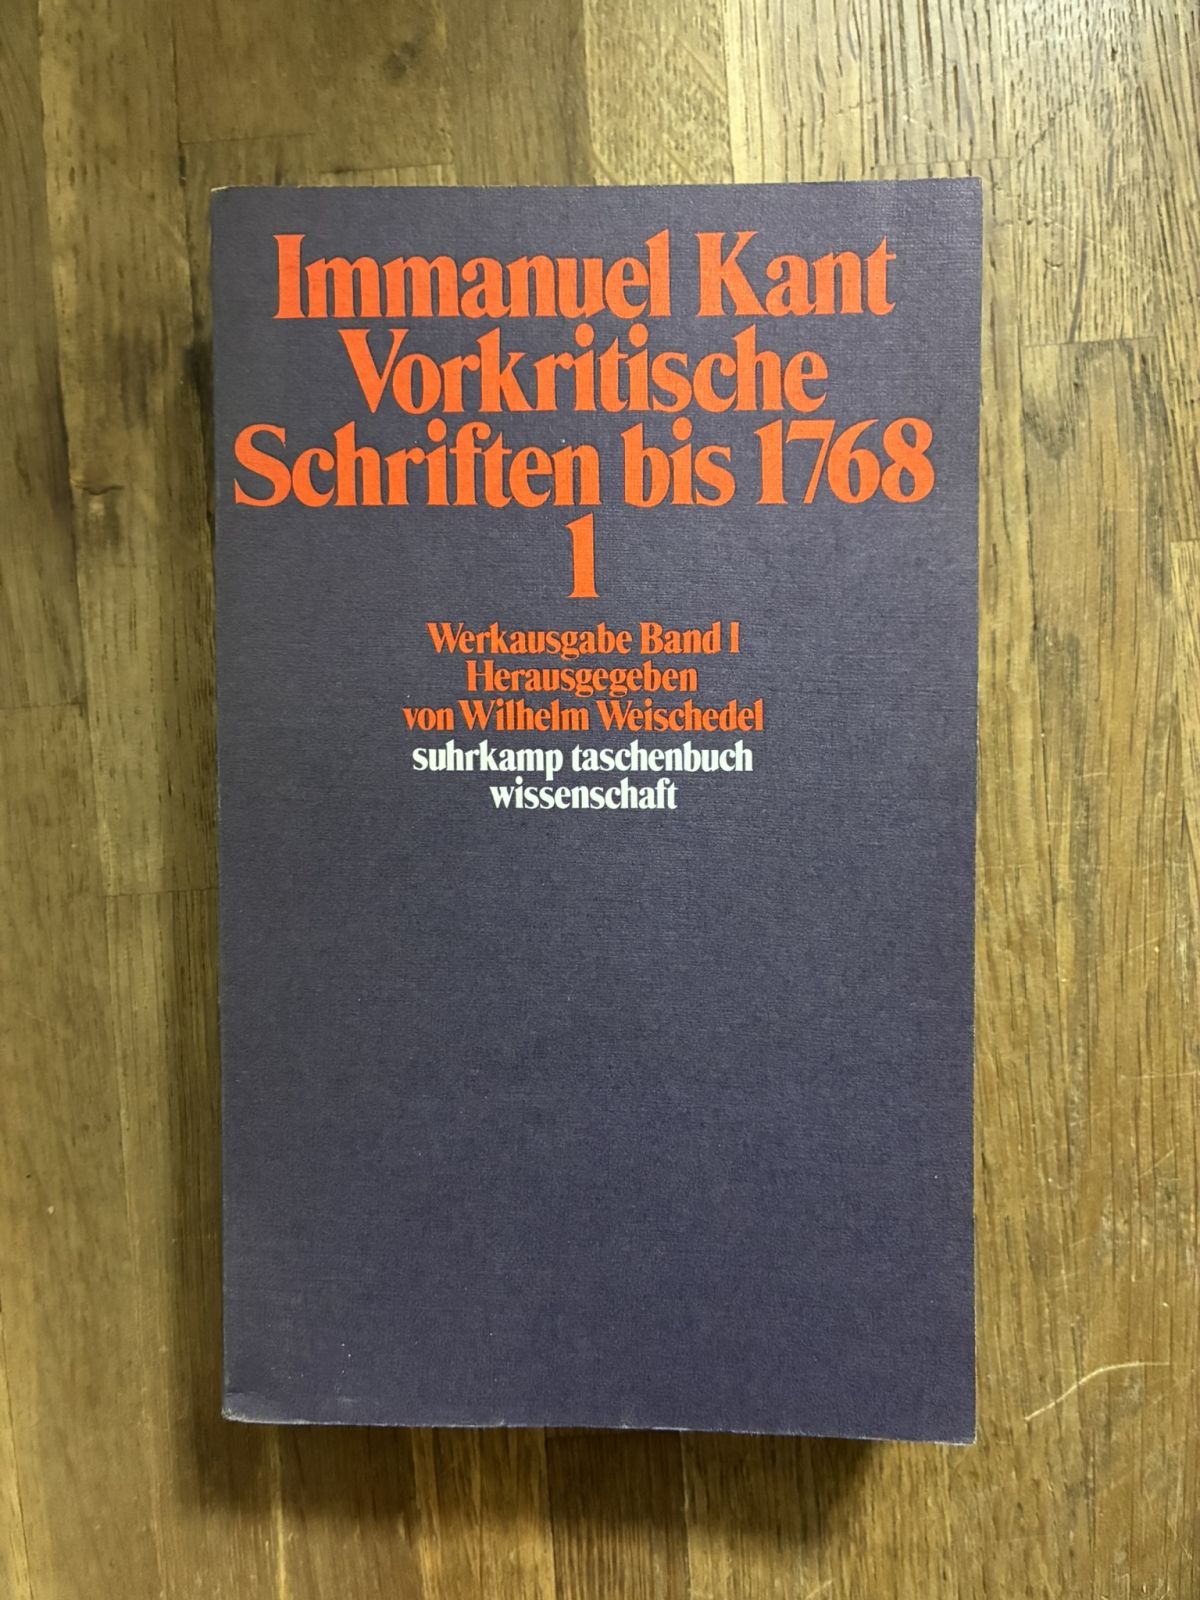 Immanuel Kant
Vorkritische
Schriften bis 1768
1
Werkausgabe Band I
Herausgegeben
von Wilhelm Weischedel
suhrkamp taschenbuch
wissenschaft